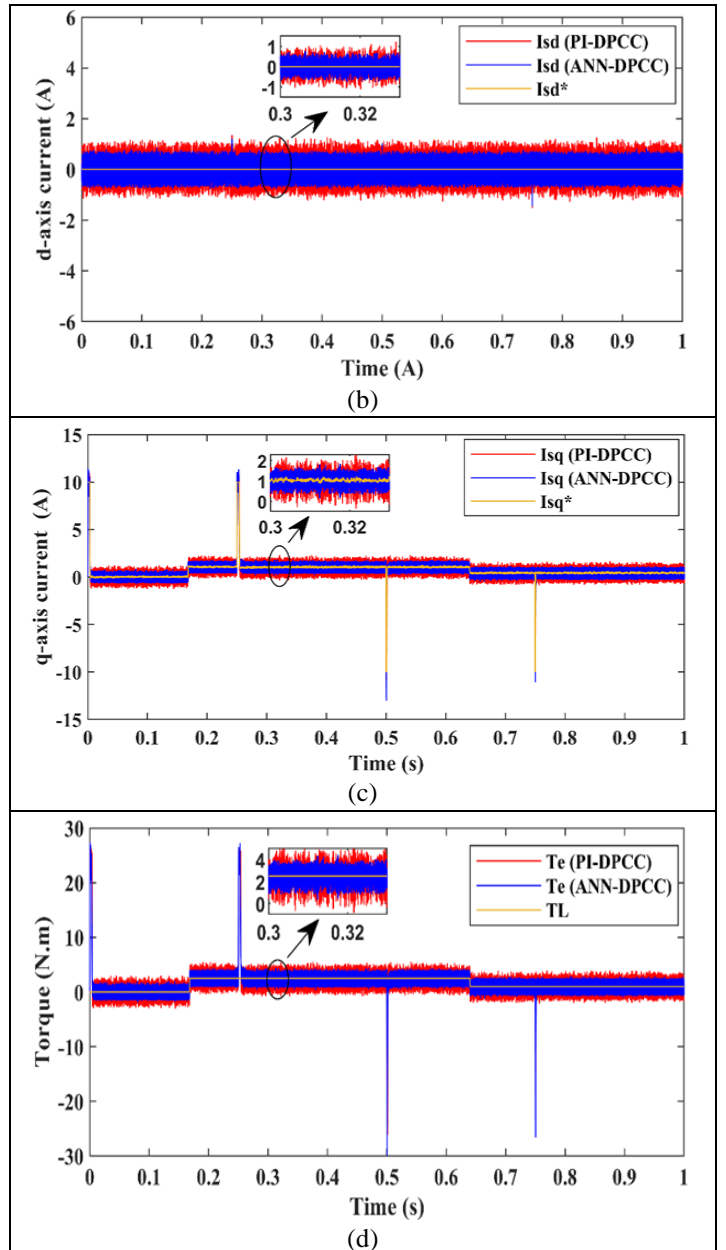 6
4
2
0
-2
-4
-6
d-axis current (A)
1
0
-1
0.3 0.32
Isd (PI-DPCC)
Isd (ANN-DPCC)
Isd*
0 0.1 0.2 0.3 0.4 0.5 0.6 0.7 0.8 0.9 1
Time (A)
(b)
15
10
5
0
-5
-10
-15
q-axis current (A)
2
1
0
0.3 0.32
Isq (PI-DPCC)
Isq (ANN-DPCC)
Isq*
0 0.1 0.2 0.3 0.4 0.5 0.6 0.7 0.8 0.9 1
Time (s)
(c)
30
20
10
0
-10
-20
-30
Torque (N.m)
4
2
0
0.3 0.32
Te (PI-DPCC)
Te (ANN-DPCC)
TL
0 0.1 0.2 0.3 0.4 0.5 0.6 0.7 0.8 0.9 1
Time (s)
(d)